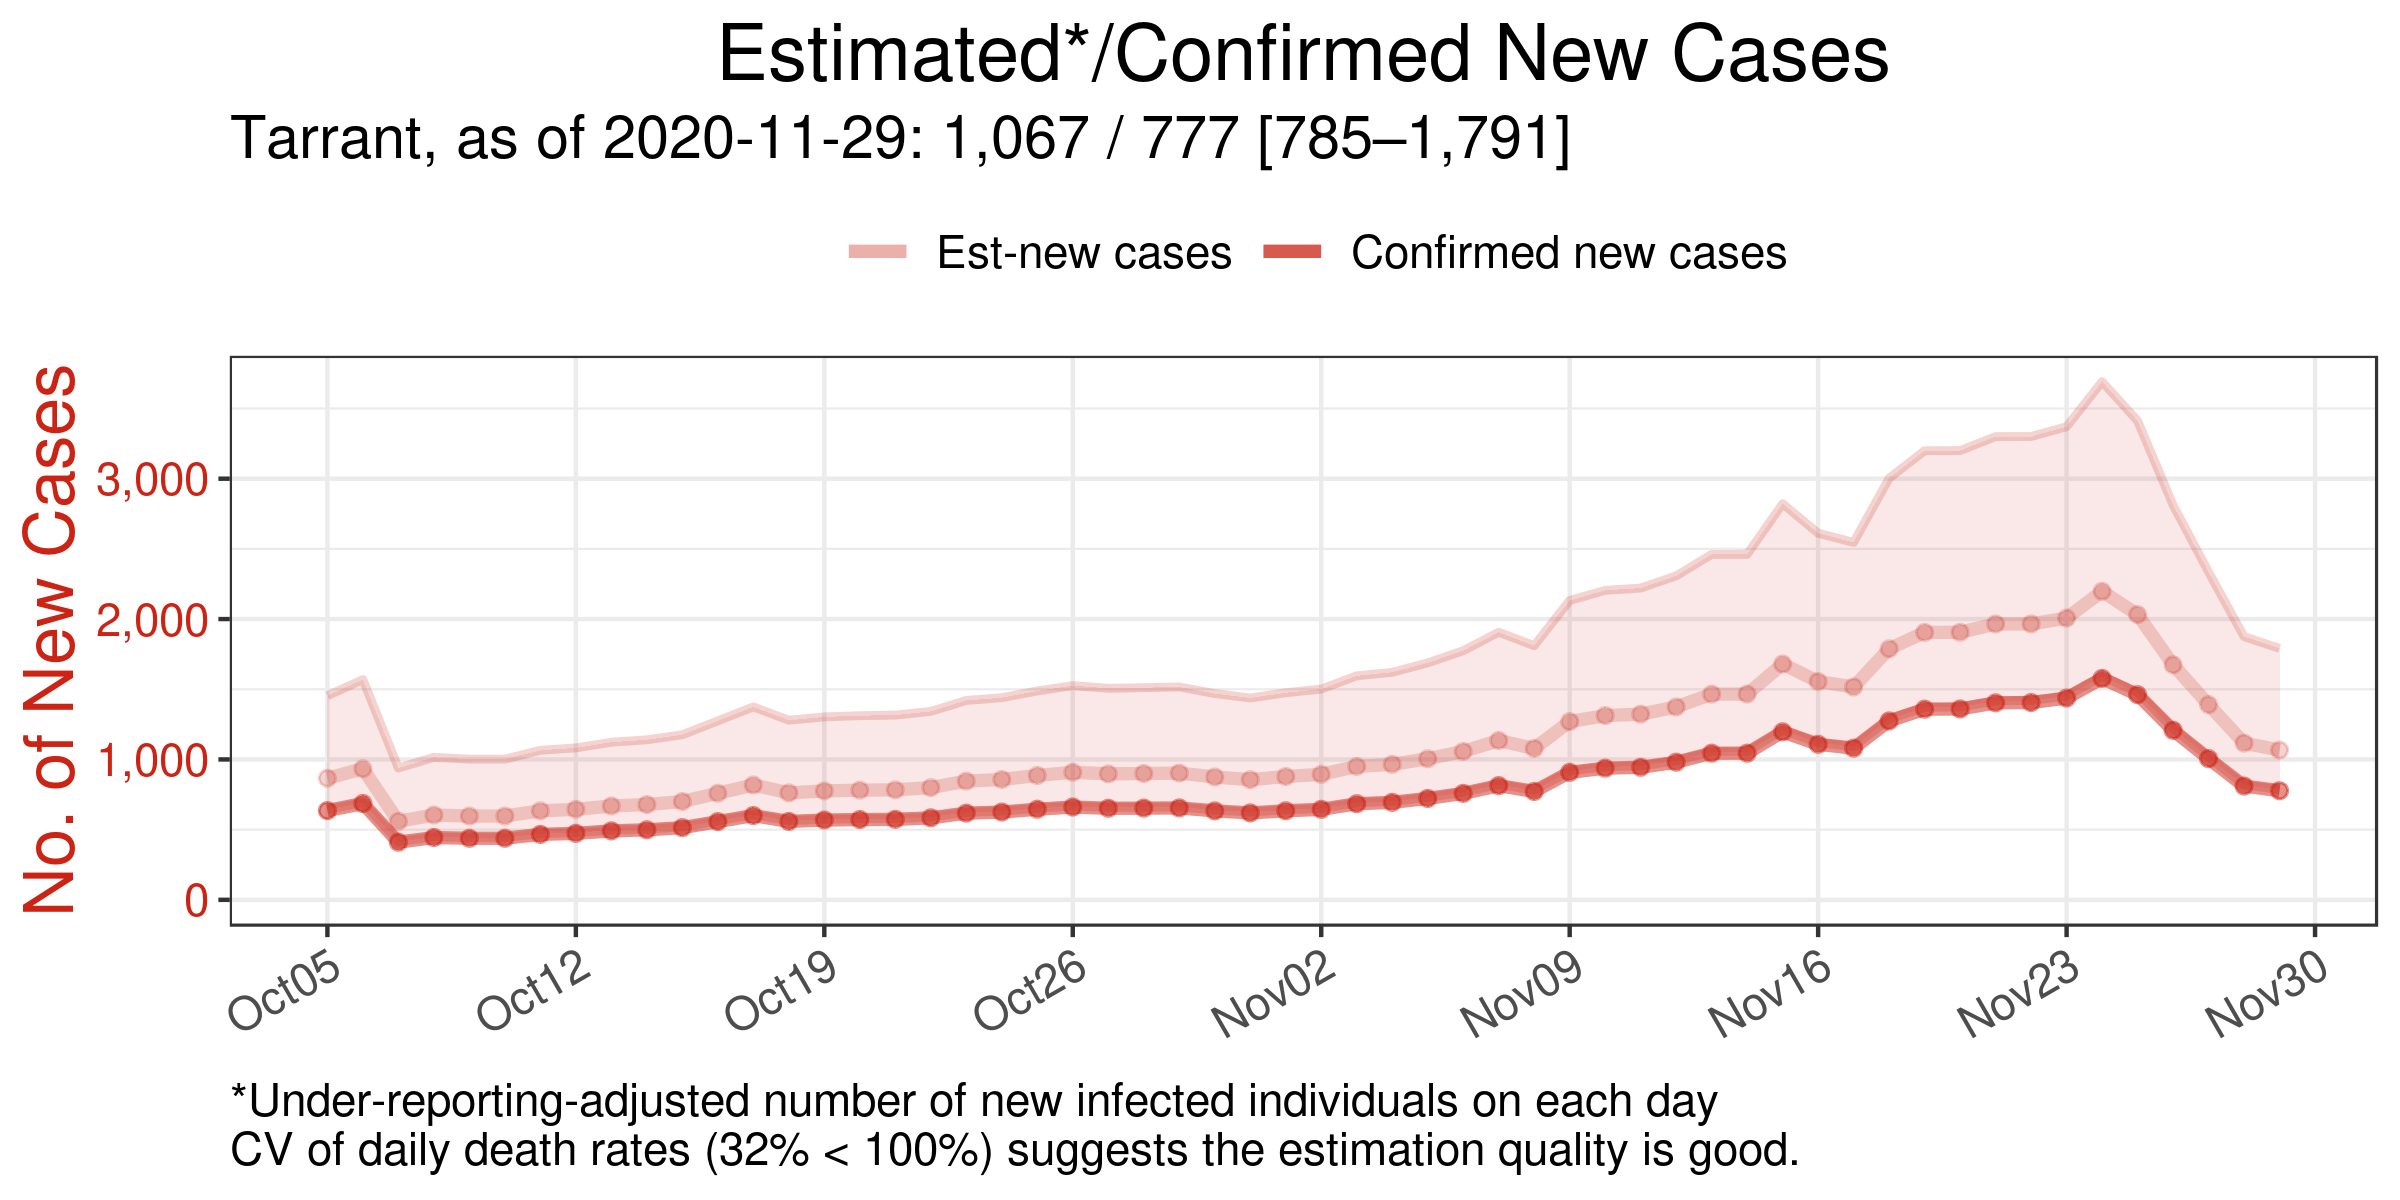 Estimated*/Confirmed New Cases
Tarrant, as of 2020-11-29: 1,067 / 777 [785–1,791]
Est-new cases Confirmed new cases
No. of New Cases
3,000
2,000
1,000
0
Oct05 Oct12 Oct19 Oct26 Nov02 Nov09 Nov16 Nov23 Nov30
*Under-reporting-adjusted number of new infected individuals on each day
CV of daily death rates (32% < 100%) suggests the estimation quality is good.